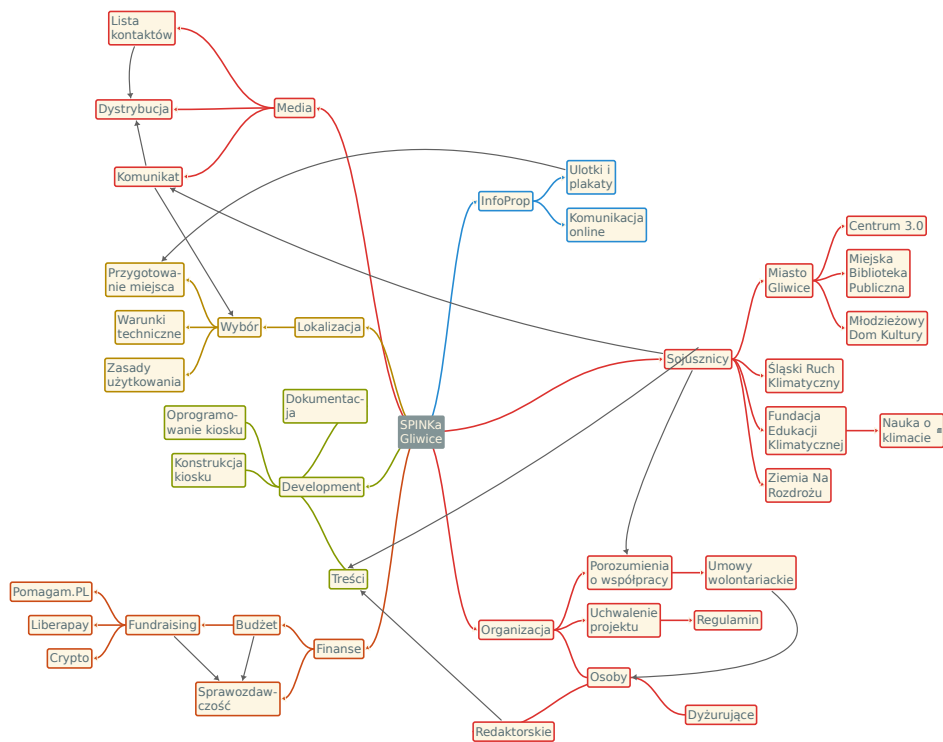 Lista
kontaktów
Dystrybucja
Media
Komunikat
InfoProp
Ulotki i
plakaty
Komunikacja
online
Centrum 3.0
Miasto
Gliwice
Miejska
Biblioteka
Publiczna
Młodzieżowy
Dom Kultury
Przygotowa-
nie miejsca
Warunki
techniczne
Wybór
Lokalizacja
Zasady
użytkowania
Sojusznicy
Śląski Ruch
Klimatyczny
Fundacja
Edukacji
Klimatycznej
Nauka o
klimacie
Ziemia Na
Rozdrożu
Dokumentac-
ja
Oprogramo-
wanie kiosku
SPINKa
Gliwice
Konstrukcja
kiosku
Development
Treści
Porozumienia
o współpracy
Umowy
wolontariackie
Pomagam.PL
Liberapay
Fundraising
Budżet
Crypto
Finanse
Sprawozdaw-
czość
Organizacja
Uchwalenie
projektu
Regulamin
Osoby
Dyżurujące
Redaktorskie